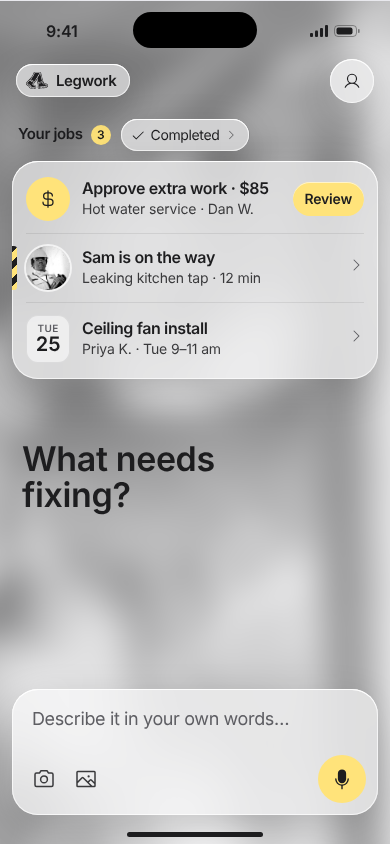 9:41
Legwork
Your jobs 3
Completed
$
Approve extra work · $85
Hot water service · Dan W.
Review
Sam is on the way
Leaking kitchen tap · 12 min
TUE
25
Ceiling fan install
Priya K. · Tue 9–11 am
What needs
fixing?
Describe it in your own words...